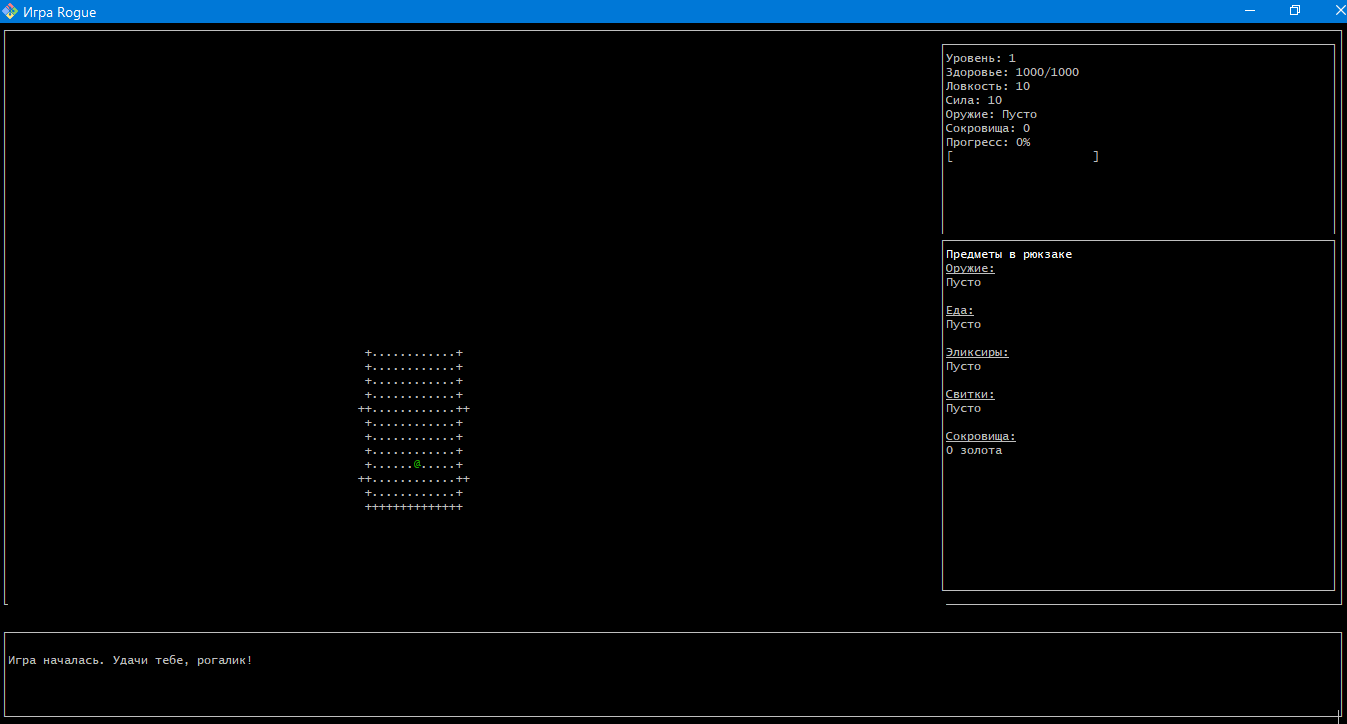 Игра Rogue
Уровень: 1
Здоровье: 1000/1000
Ловкость: 10
Сила: 10
Оружие: Пусто
Сокровища: 0
Прогресс: 0%
[                    ]
Предметы в рюкзаке
Оружие:
Пусто
Еда:
Пусто
Эликсиры:
Пусто
Свитки:
Пусто
Сокровища:
0 золота
+............+
+............+
+............+
+............+
++............++
+............+
+............+
+............+
+......@.....+
++............++
+............+
++++++++++++++
Игра началась. Удачи тебе, рогалик!